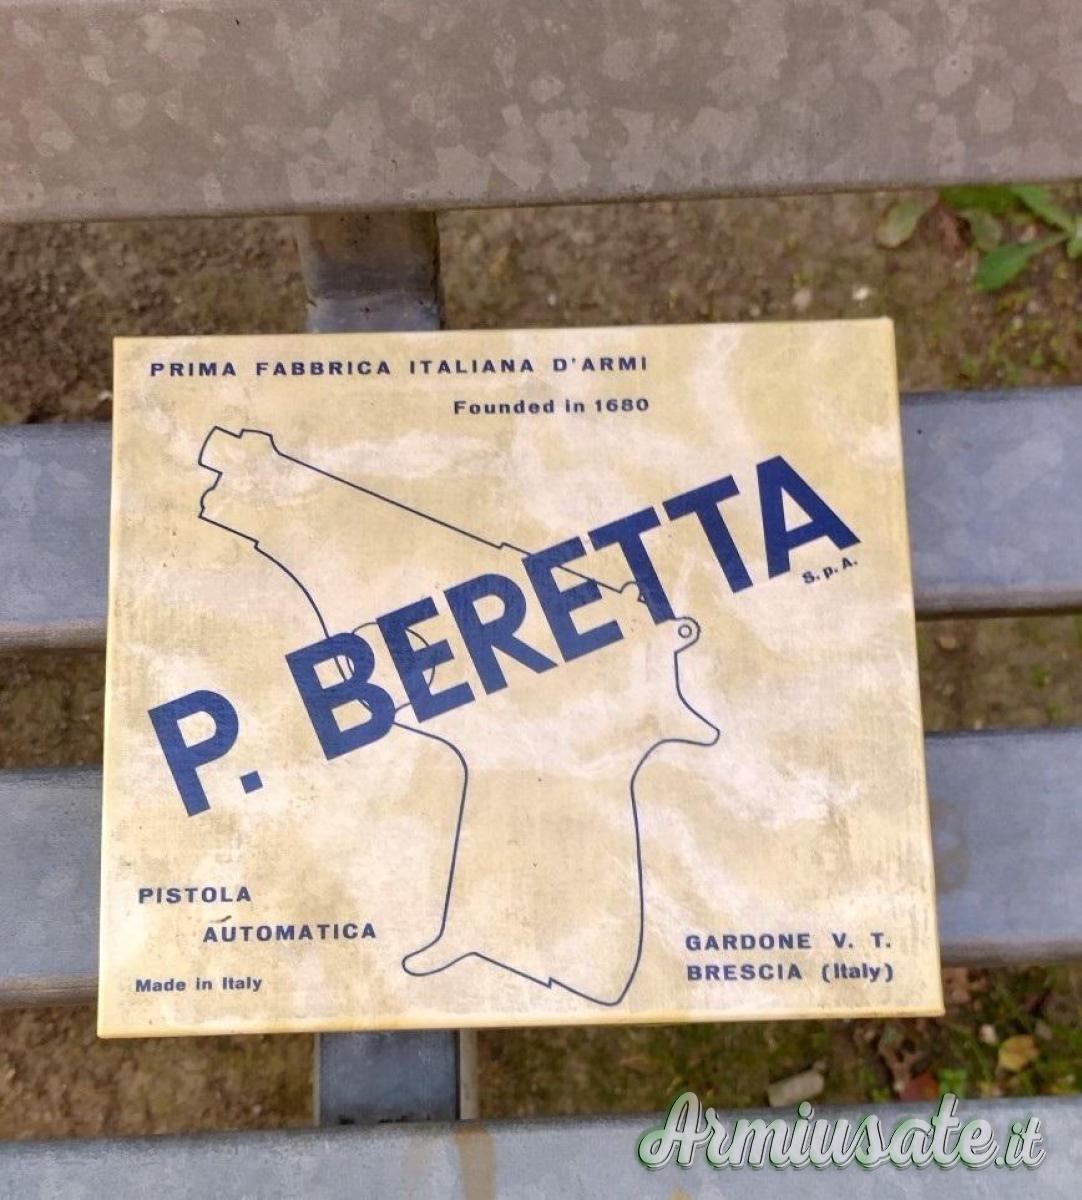 PRIMA FABBRICA ITALIANA D'ARMI
Founded in 1680
P. BERETTA
S.p.A.
PISTOLA
AUTOMATICA
Made in Italy
GARDONE V. T.
BRESCIA (Italy)
Armiusate.it